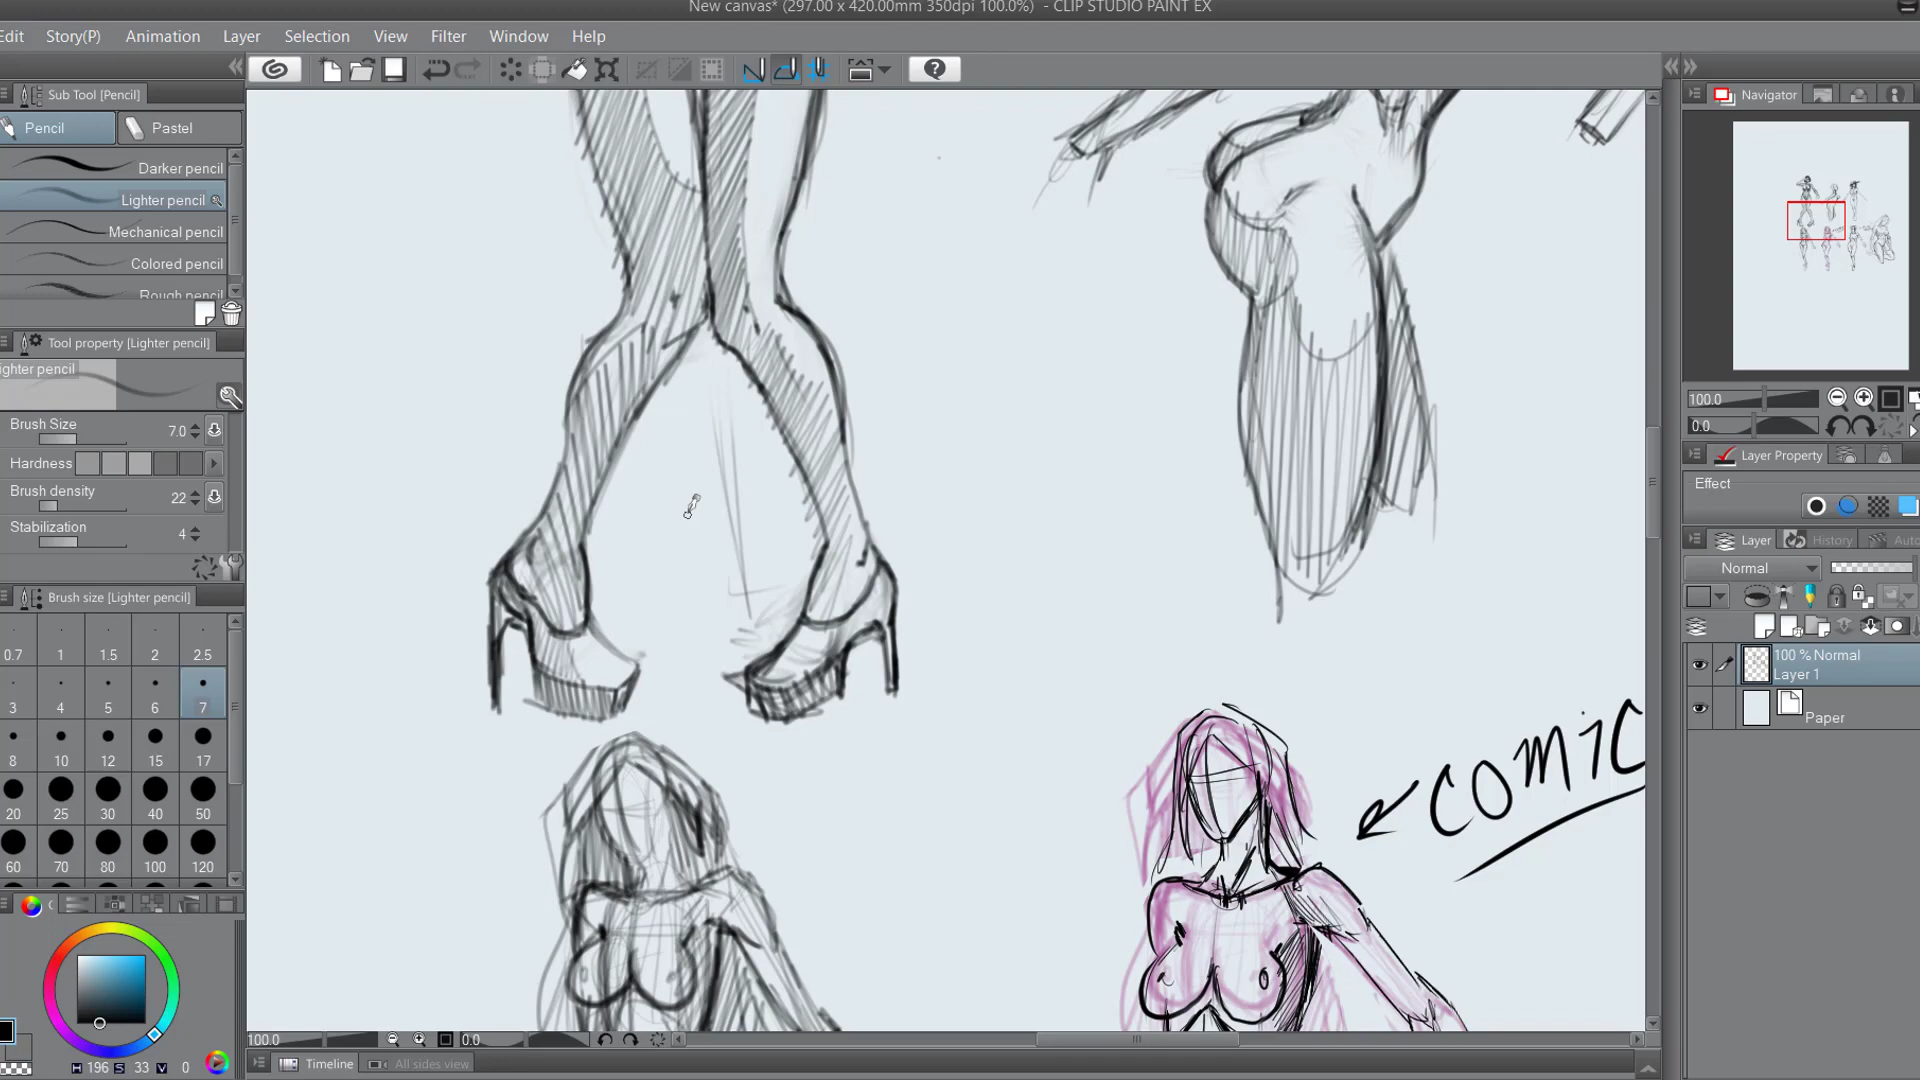 New canvas* (297.00 x 420.00mm 350dpi 100.0%) - CLIP STUDIO PAINT EX
Edit Story(P) Animation Layer Selection View Filter Window Help
Sub Tool [Pencil]
Pencil Pastel
Darker pencil
Lighter pencil
Mechanical pencil
Colored pencil
Rough pencil
Tool property [Lighter pencil]
ighter pencil
Brush Size 7.0
Hardness
Brush density 22
Stabilization 4
Brush size [Lighter pencil]
0.7 1 1.5 2 2.5
3 4 5 6 7
8 10 12 15 17
20 25 30 40 50
60 70 80 100 120
H 196 S 33 V 0
COMIC
100.0 0.0
Timeline All sides view
Navigator
100.0
0.0
Layer Property
Effect
Layer History Auto
Normal
100 % Normal
Layer 1
Paper